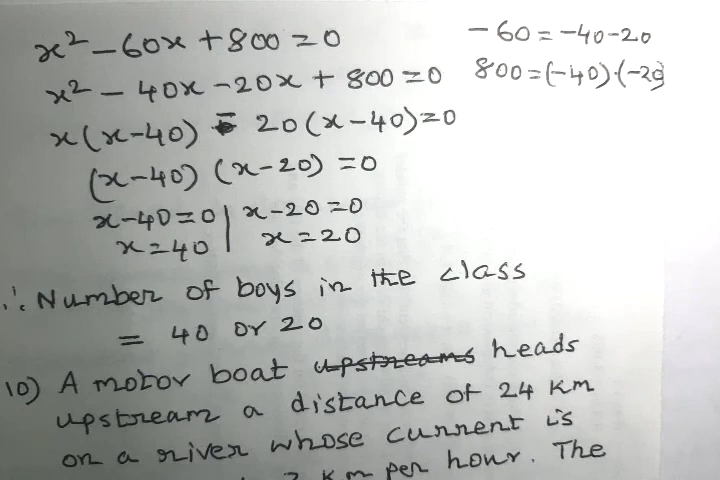 x² - 60x + 800 = 0
- 60 = -40-20
x² - 40x - 20x + 800 = 0
800 = (-40)·(-20)
x(x-40) - 20(x-40) = 0
(x-40) (x-20) = 0
x-40=0 | x-20=0
x=40 | x=20
∴ Number of boys in the class
= 40 or 20
10) A motor boat upstreams heads
upstream a distance of 24 km
on a river whose current is
km per hour. The